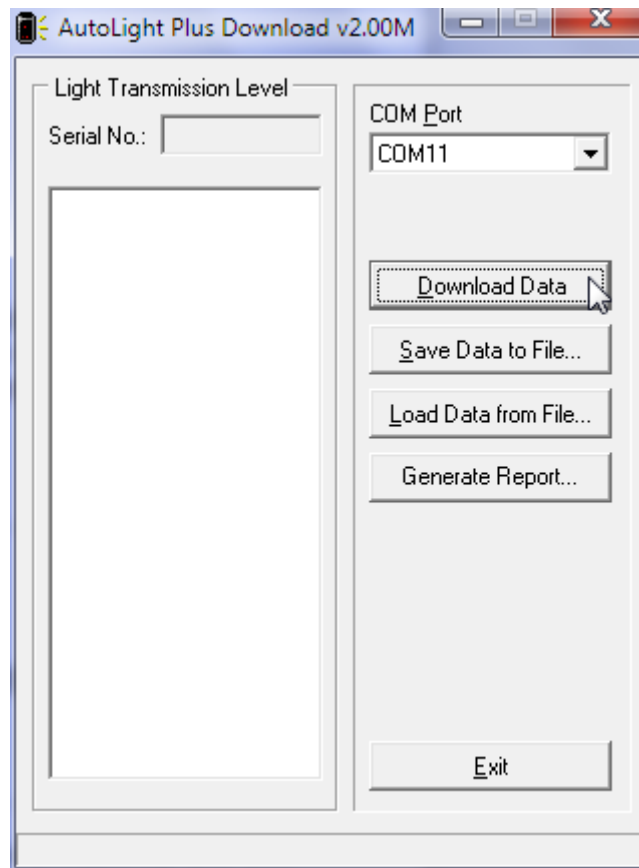 AutoLight Plus Download v2.00M
Light Transmission Level
Serial No.:
COM Port
COM11
Download Data
Save Data to File...
Load Data from File...
Generate Report...
Exit